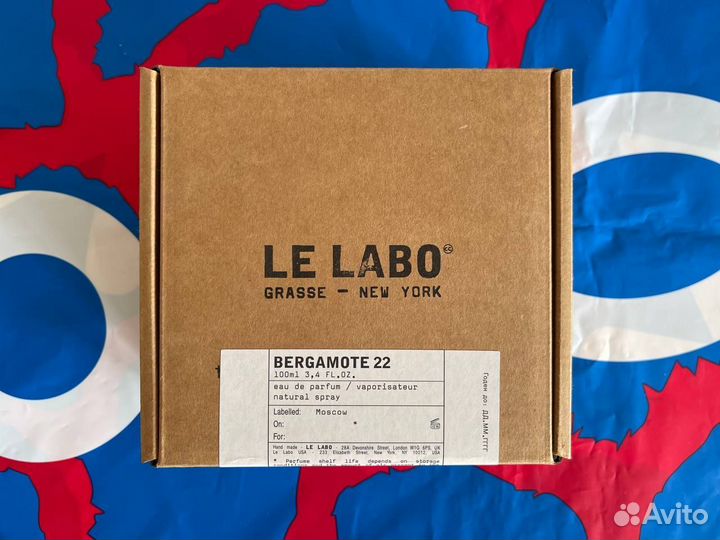 LE LABO
GRASSE — NEW YORK
BERGAMOTE 22
100ml 3,4 FL.OZ.
eau de parfum / vaporisateur
natural spray
Labelled: Moscow
On: *
For:
Hand made - LE LABO - 28A, Devonshire Street, London, W1G 6PS, UK
Le Labo USA - 233 Elizabeth Street, New York, NY 10012, USA
* Perfume shelf life depends on storage
Годен до: ДД.ММ.ГГГГ
Avito